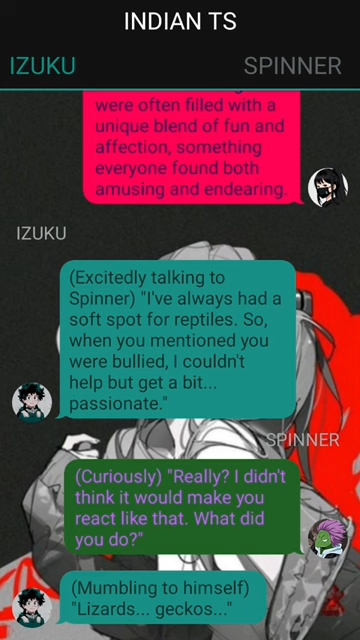 INDIAN TS
IZUKU SPINNER
were often filled with a
unique blend of fun and
affection, something
everyone found both
amusing and endearing.
IZUKU
(Excitedly talking to
Spinner) "I've always had a
soft spot for reptiles. So,
when you mentioned you
were bullied, I couldn't
help but get a bit...
passionate."
SPINNER
(Curiously) "Really? I didn't
think it would make you
react like that. What did
you do?"
(Mumbling to himself)
"Lizards... geckos..."